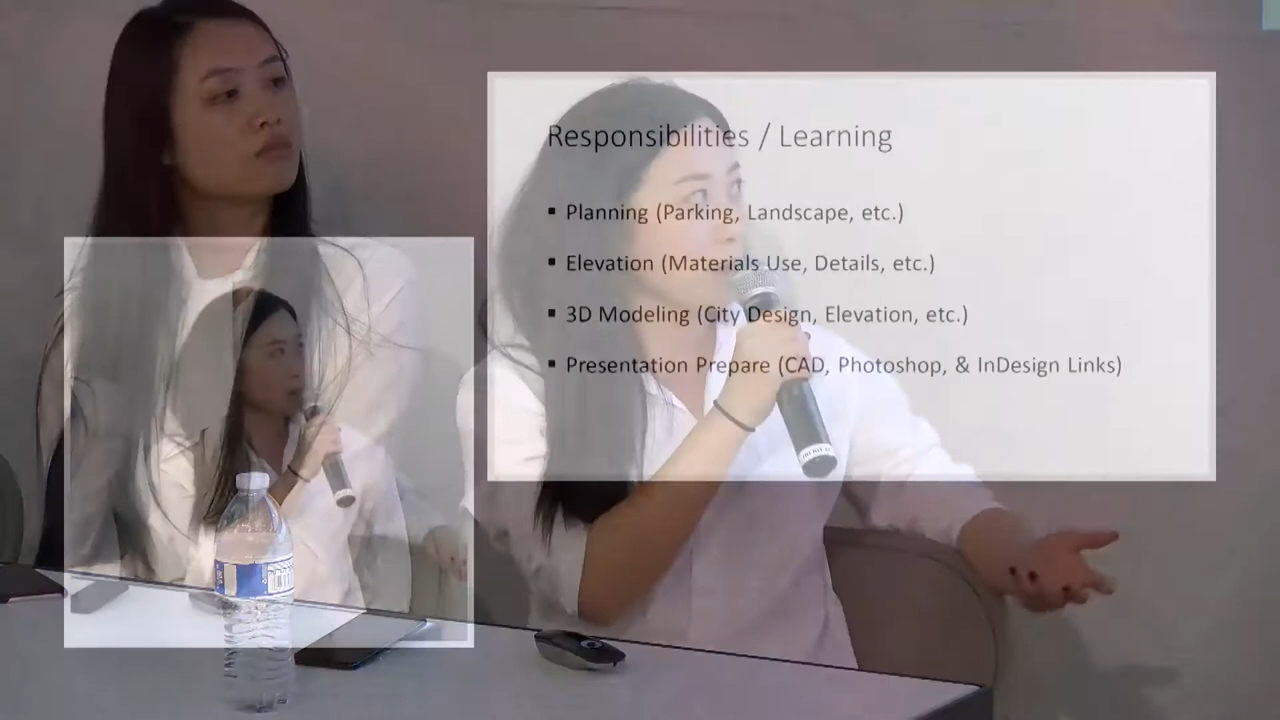 Responsibilities / Learning
▪ Planning (Parking, Landscape, etc.)
▪ Elevation (Materials Use, Details, etc.)
▪ 3D Modeling (City Design, Elevation, etc.)
▪ Presentation Prepare (CAD, Photoshop, & InDesign Links)